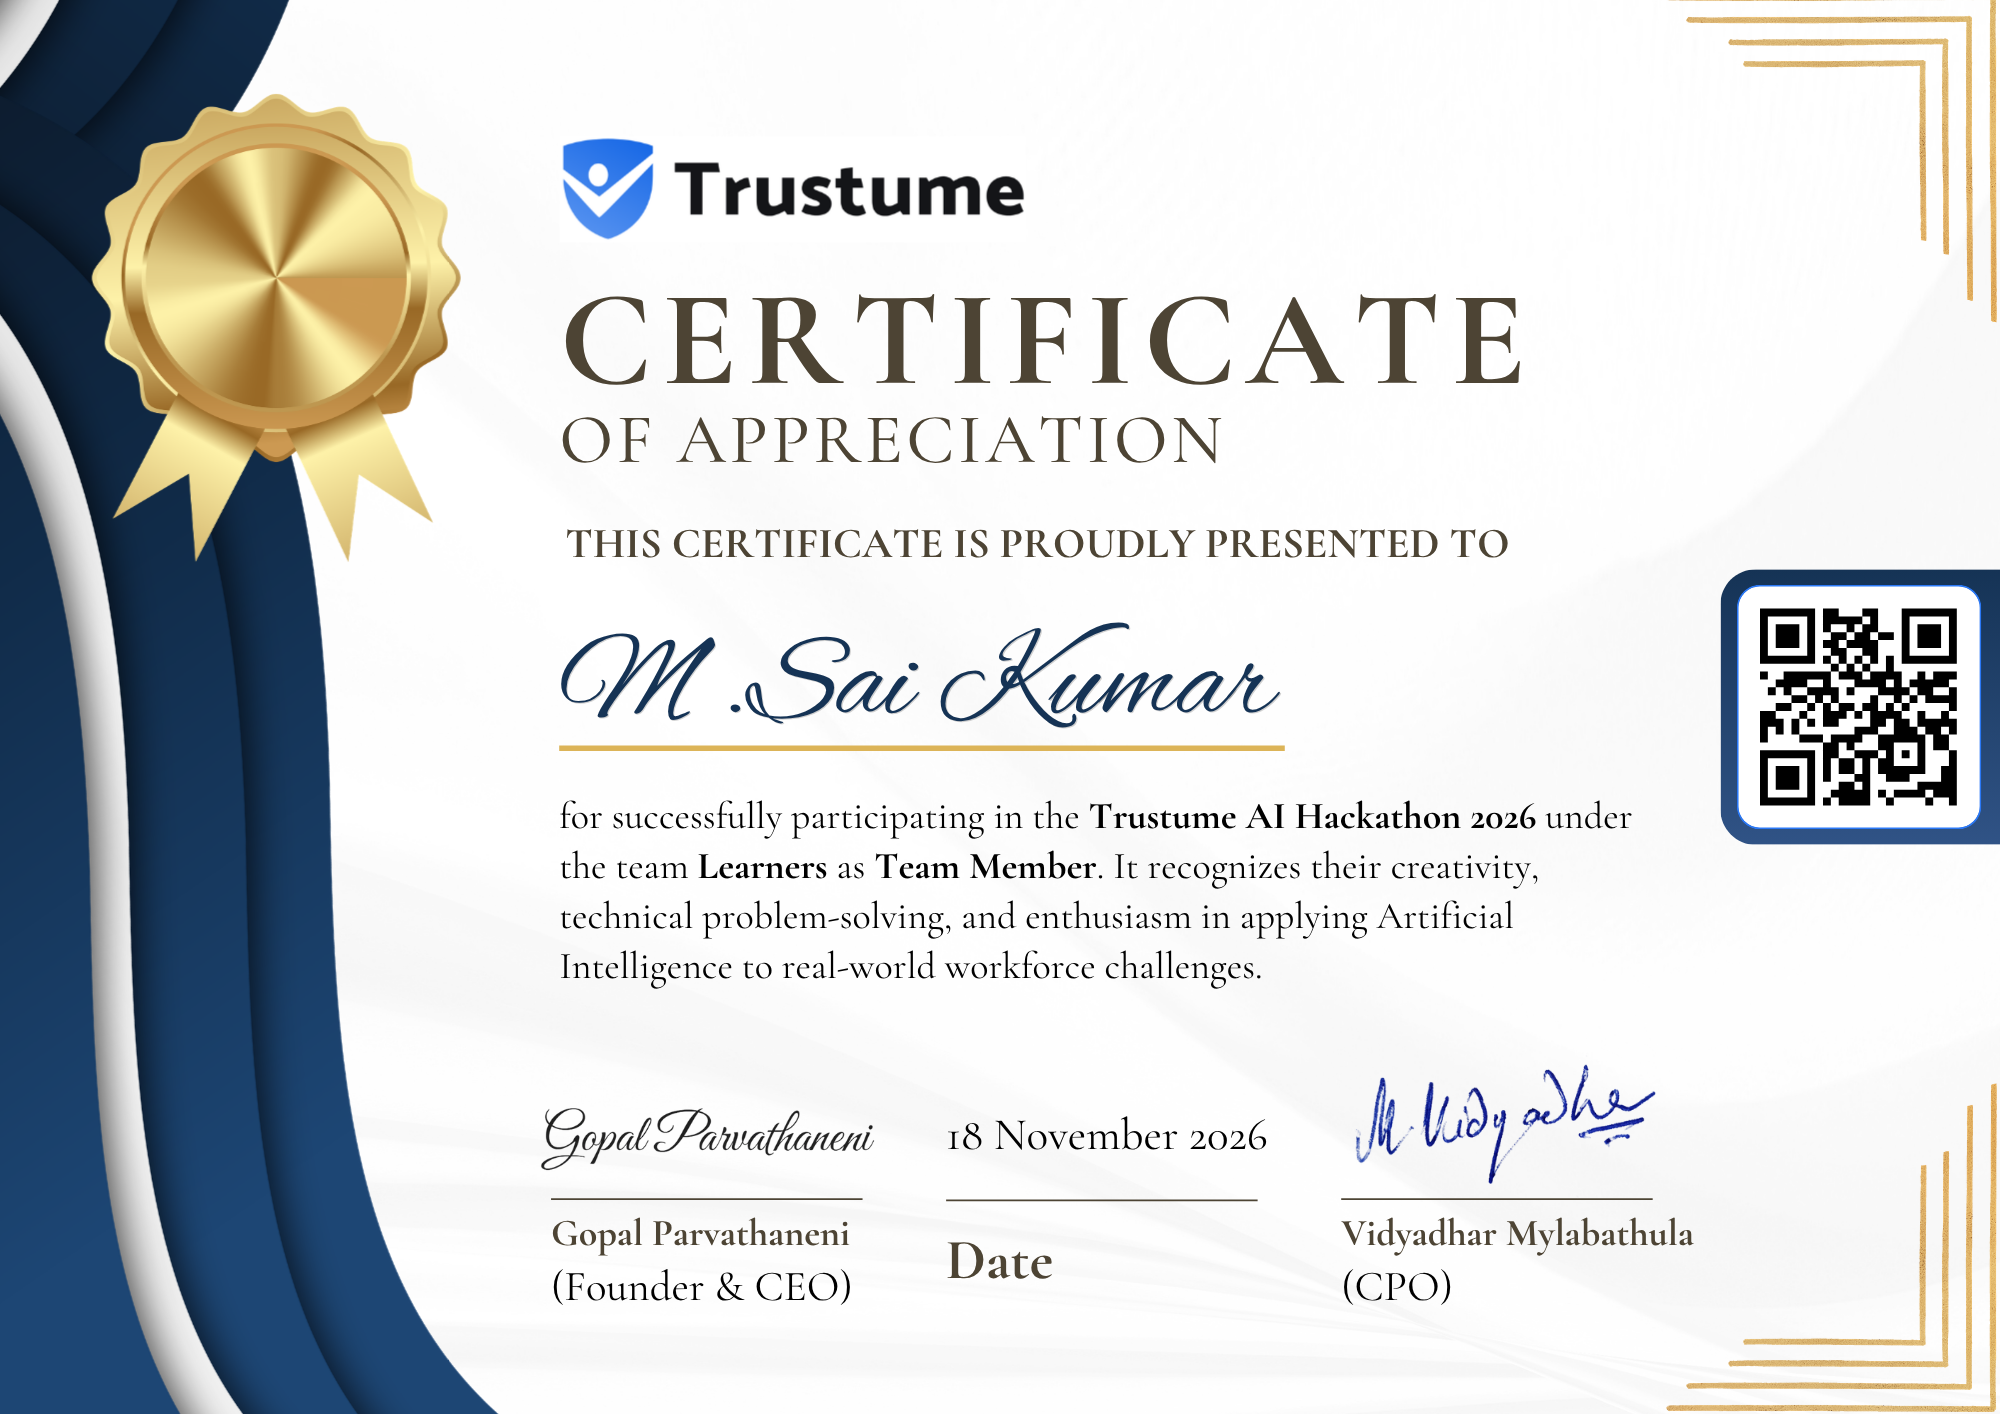 Trustume
CERTIFICATE
OF APPRECIATION
THIS CERTIFICATE IS PROUDLY PRESENTED TO
M .Sai Kumar
for successfully participating in the Trustume AI Hackathon 2026 under
the team Learners as Team Member. It recognizes their creativity,
technical problem-solving, and enthusiasm in applying Artificial
Intelligence to real-world workforce challenges.
Gopal Parvathaneni
18 November 2026
M. Vidyadhar
Gopal Parvathaneni
(Founder & CEO)
Date
Vidyadhar Mylabathula
(CPO)